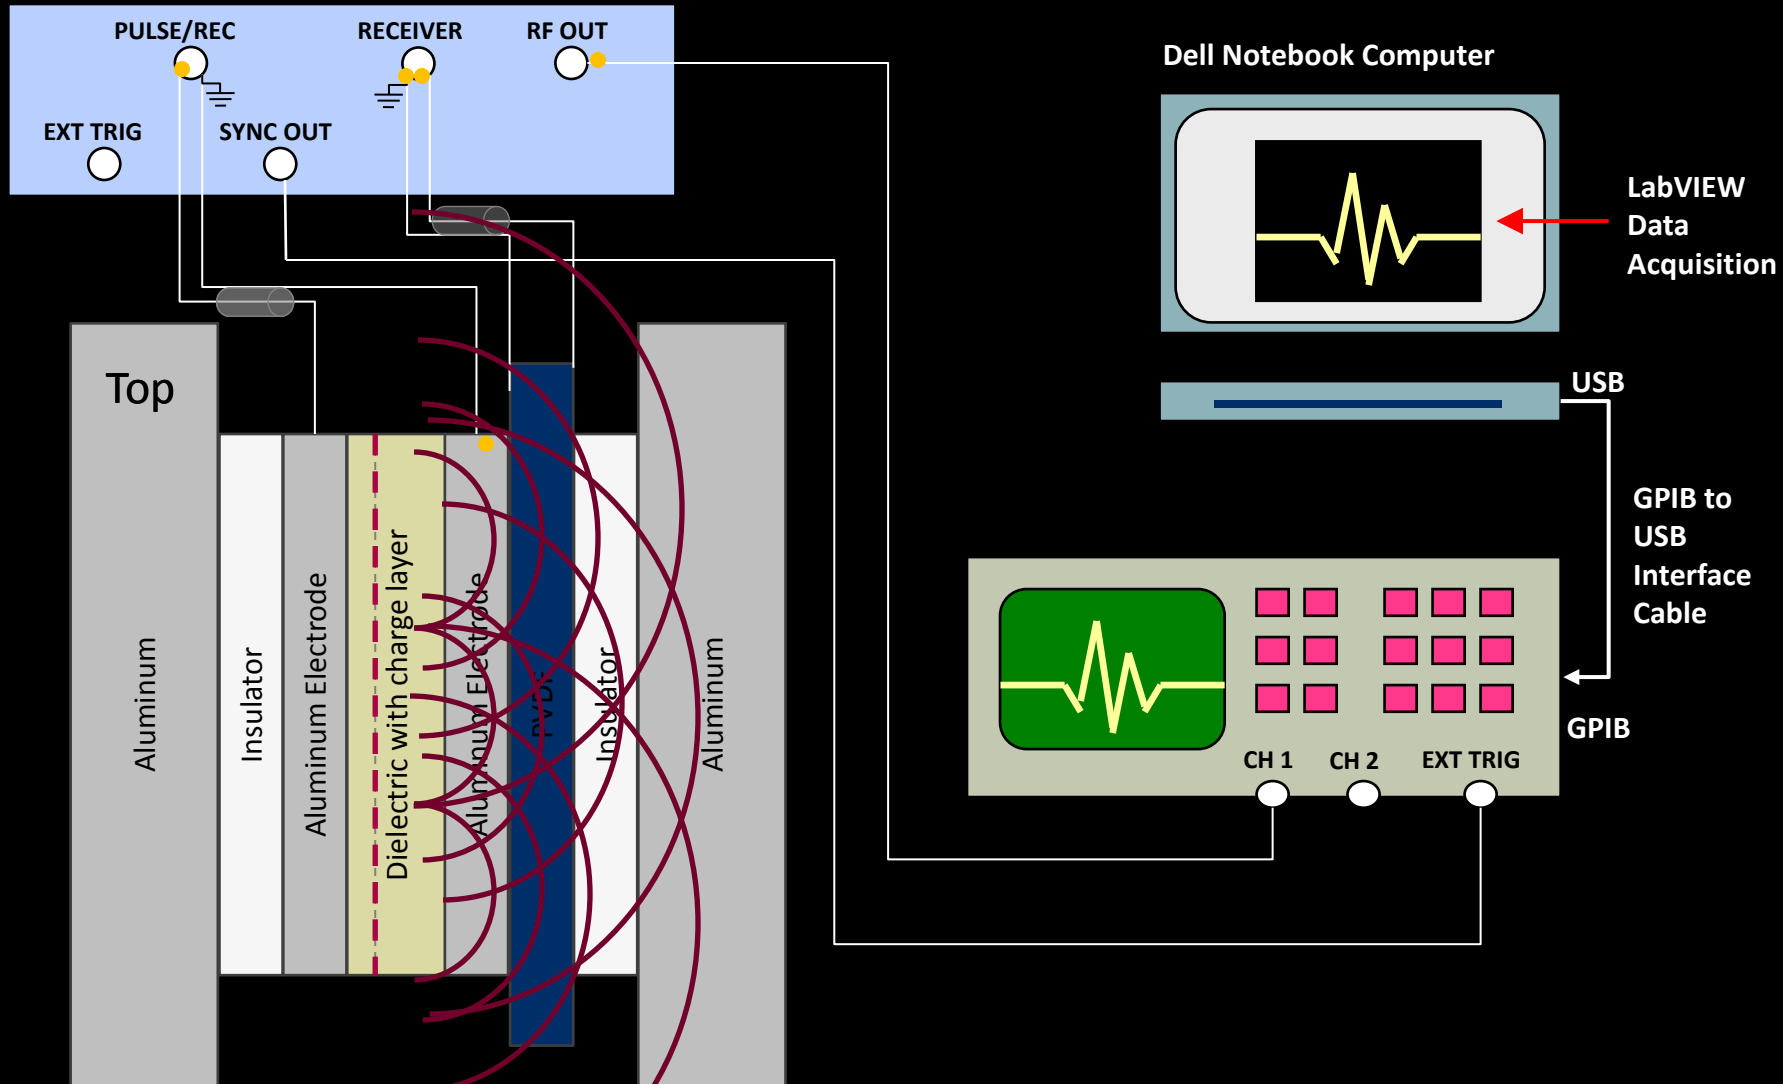 PULSE/REC
RECEIVER
RF OUT
EXT TRIG
SYNC OUT
Dell Notebook Computer
LabVIEW
Data
Acquisition
USB
GPIB to
USB
Interface
Cable
GPIB
CH 1
CH 2
EXT TRIG
Top
Aluminum
Insulator
Aluminum Electrode
Dielectric with charge layer
Aluminum Electrode
PVDF
Insulator
Aluminum